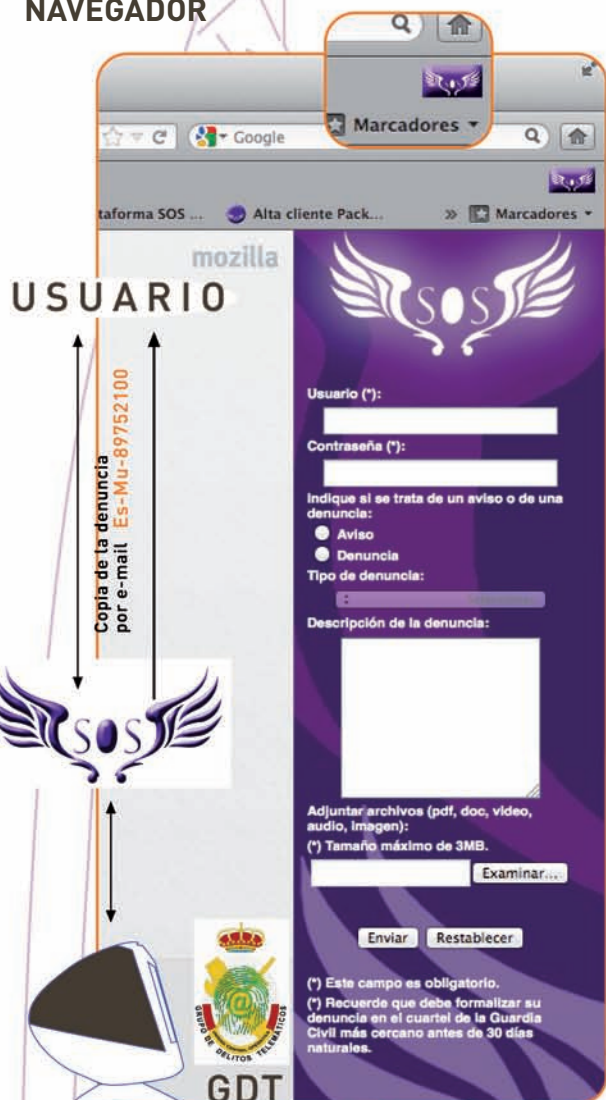 NAVEGADOR
Marcadores
Google
taforma SOS ...
Alta cliente Pack...
»
Marcadores
mozilla
USUARIO
Copia de la denuncia
por e-mail Es-Mu-89752100
SOS
SOS
Usuario (*):
Contraseña (*):
Indique si se trata de un aviso o de una
denuncia:
Aviso
Denuncia
Tipo de denuncia:
Descripción de la denuncia:
Adjuntar archivos (pdf, doc, video,
audio, imagen):
(*) Tamaño máximo de 3MB.
Examinar...
Enviar
Restablecer
(*) Este campo es obligatorio.
(*) Recuerde que debe formalizar su
denuncia en el cuartel de la Guardia
Civil más cercano antes de 30 días
naturales.
GRUPO DE DELITOS TELEMÁTICOS
GDT